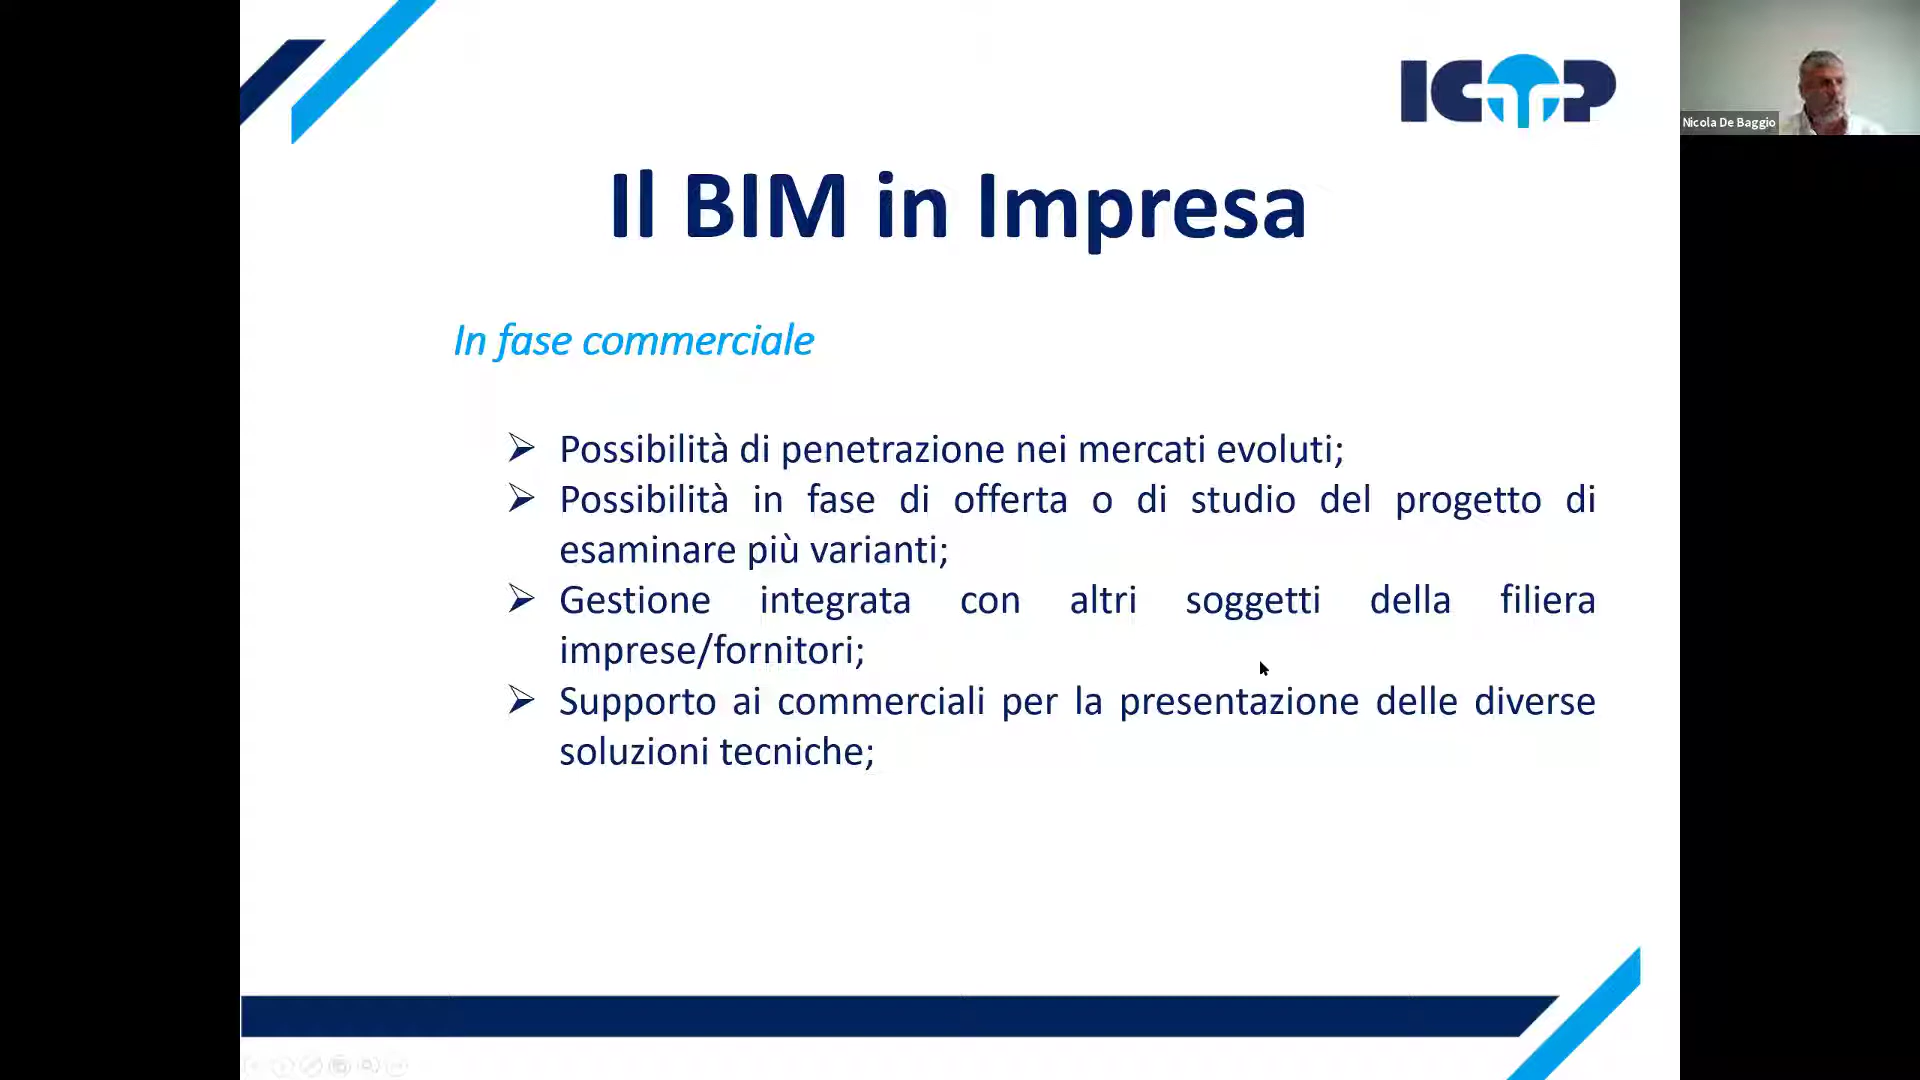 ICOP
Nicola De Baggio
Il BIM in Impresa
In fase commerciale
➢ Possibilità di penetrazione nei mercati evoluti;
➢ Possibilità in fase di offerta o di studio del progetto di
esaminare più varianti;
➢ Gestione integrata con altri soggetti della filiera
imprese/fornitori;
➢ Supporto ai commerciali per la presentazione delle diverse
soluzioni tecniche;